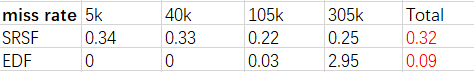 miss rate 5k 40k 105k 305k Total
SRSF 0.34 0.33 0.22 0.25 0.32
EDF 0 0 0.03 2.95 0.09